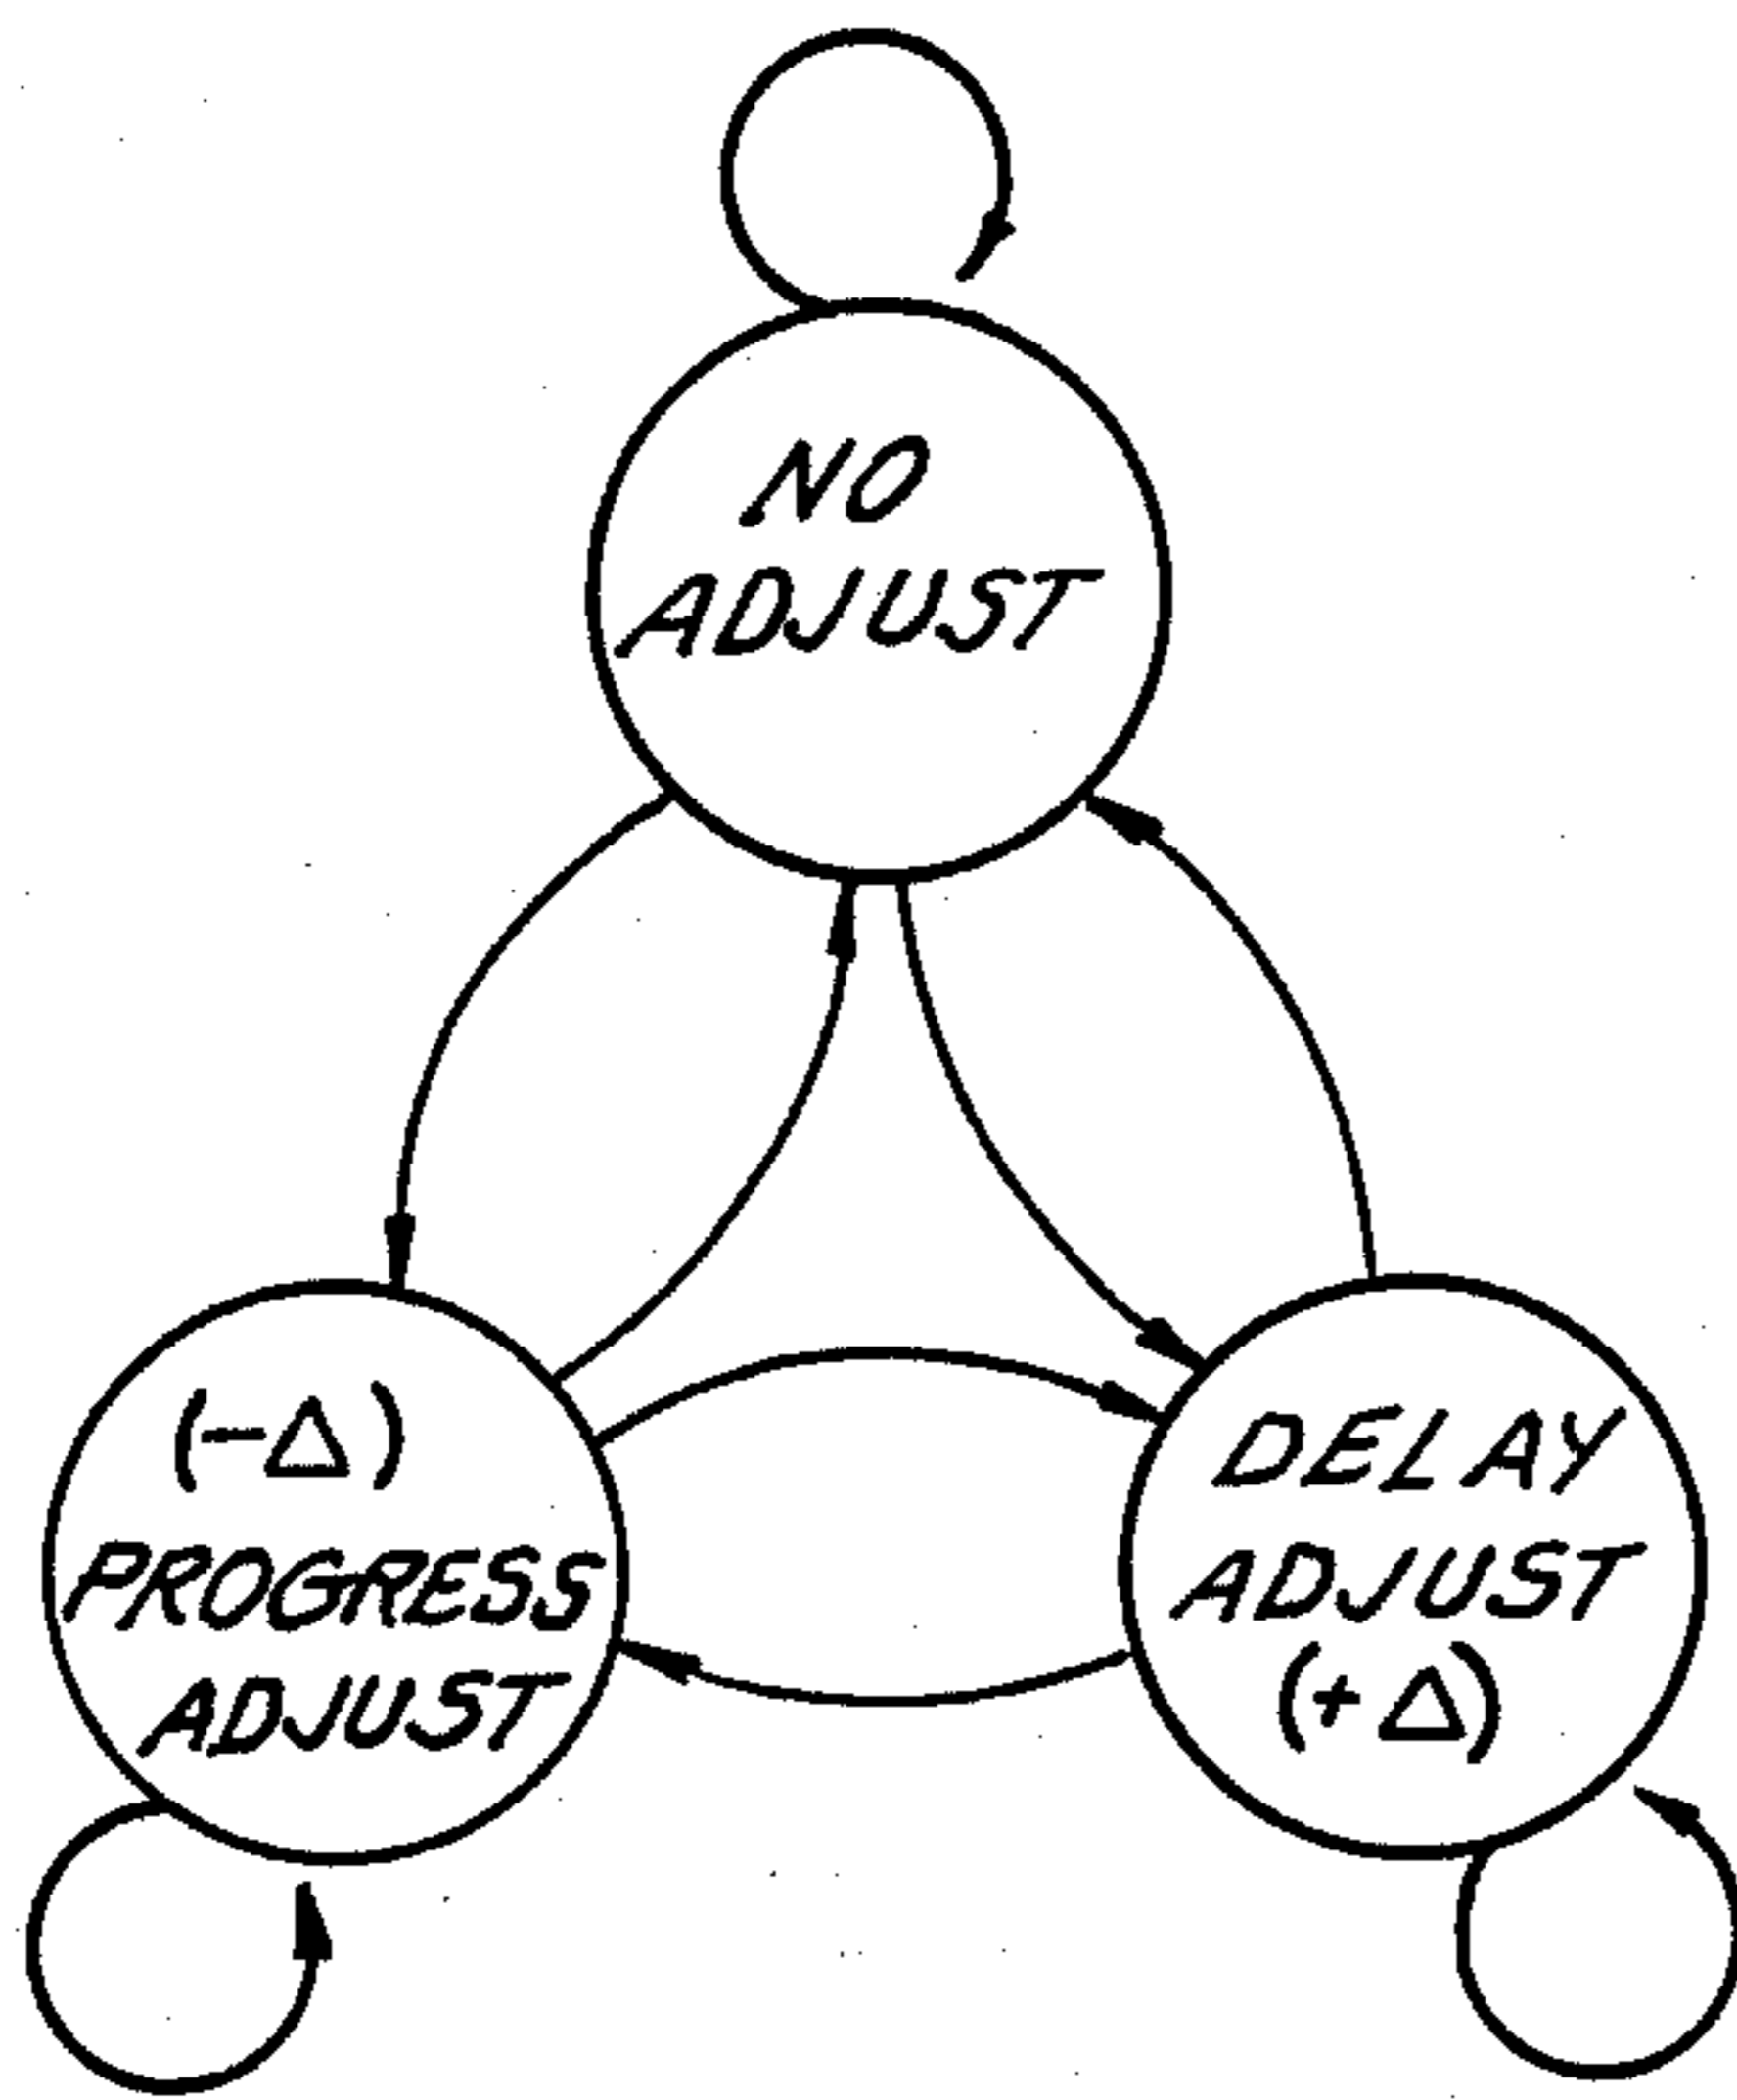 NO
ADJUST
(-Δ)
PROGRESS
ADJUST
DELAY
ADJUST
(+Δ)